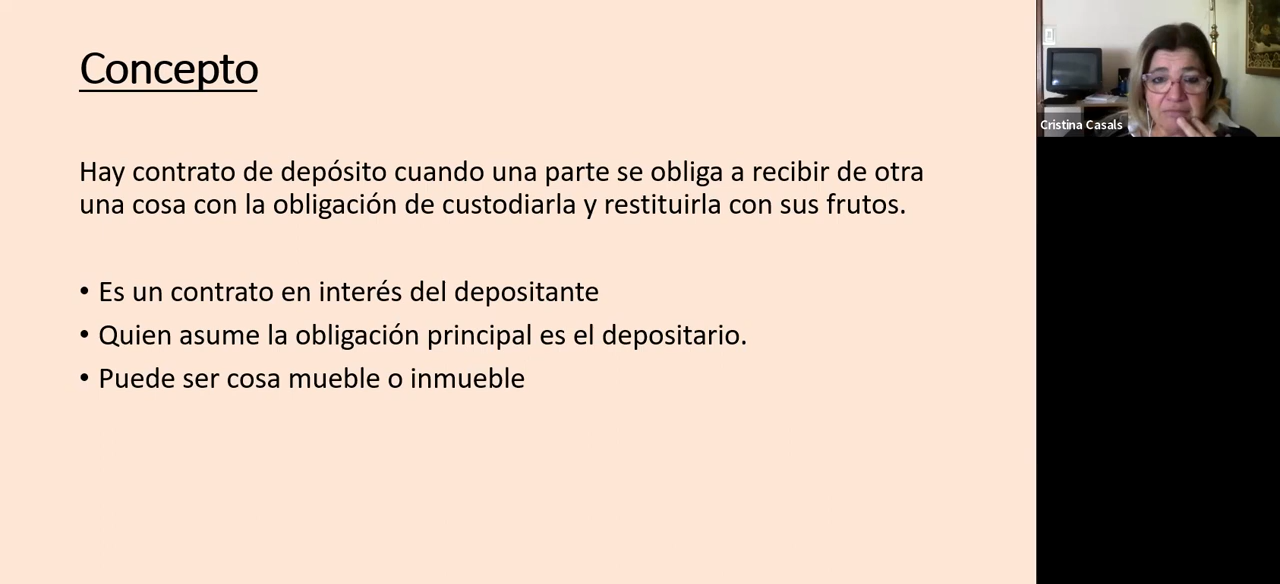 Concepto
Hay contrato de depósito cuando una parte se obliga a recibir de otra
una cosa con la obligación de custodiarla y restituirla con sus frutos.
• Es un contrato en interés del depositante
• Quien asume la obligación principal es el depositario.
• Puede ser cosa mueble o inmueble
Cristina Casals